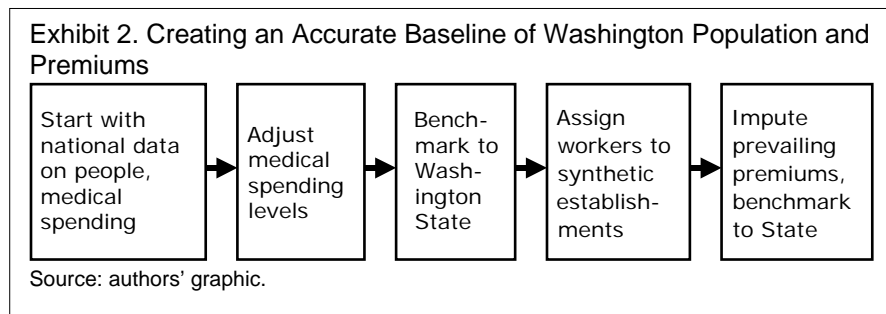 Exhibit 2. Creating an Accurate Baseline of Washington Population and
Premiums
Start with
national data
on people,
medical
spending
Adjust
medical
spending
levels
Bench-
mark to
Wash-
ington
State
Assign
workers to
synthetic
establish-
ments
Impute
prevailing
premiums,
benchmark
to State
Source: authors’ graphic.